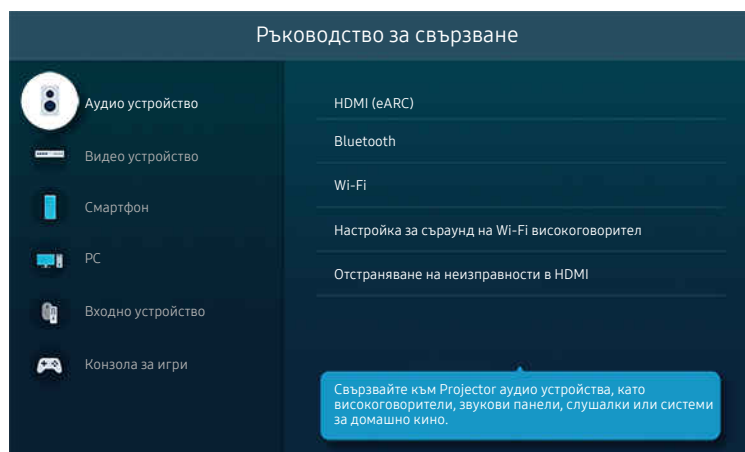 Ръководство за свързване
Аудио устройство
Видео устройство
Смартфон
PC
Входно устройство
Конзола за игри
HDMI (eARC)
Bluetooth
Wi-Fi
Настройка за съраунд на Wi-Fi високоговорител
Отстраняване на неизправности в HDMI
Свързвайте към Projector аудио устройства, като
високоговорители, звукови панели, слушалки или системи
за домашно кино.